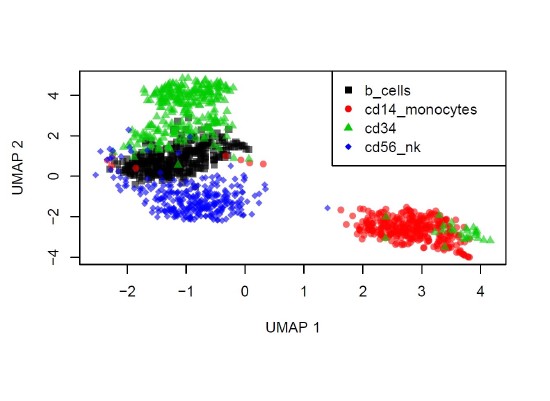 b_cells
cd14_monocytes
cd34
cd56_nk
4
2
0
−2
−4
UMAP 2
−2 −1 0 1 2 3 4
UMAP 1